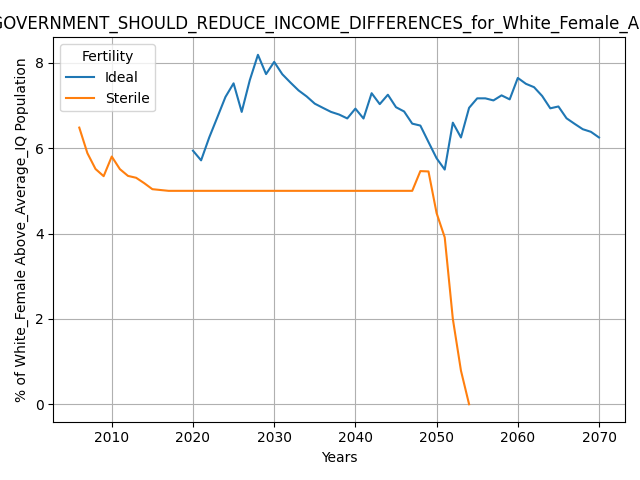 GOVERNMENT_SHOULD_REDUCE_INCOME_DIFFERENCES_for_White_Female_A
% of White_Female Above_Average_IQ Population
Fertility
Ideal
Sterile
8
6
4
2
0
2010 2020 2030 2040 2050 2060 2070
Years